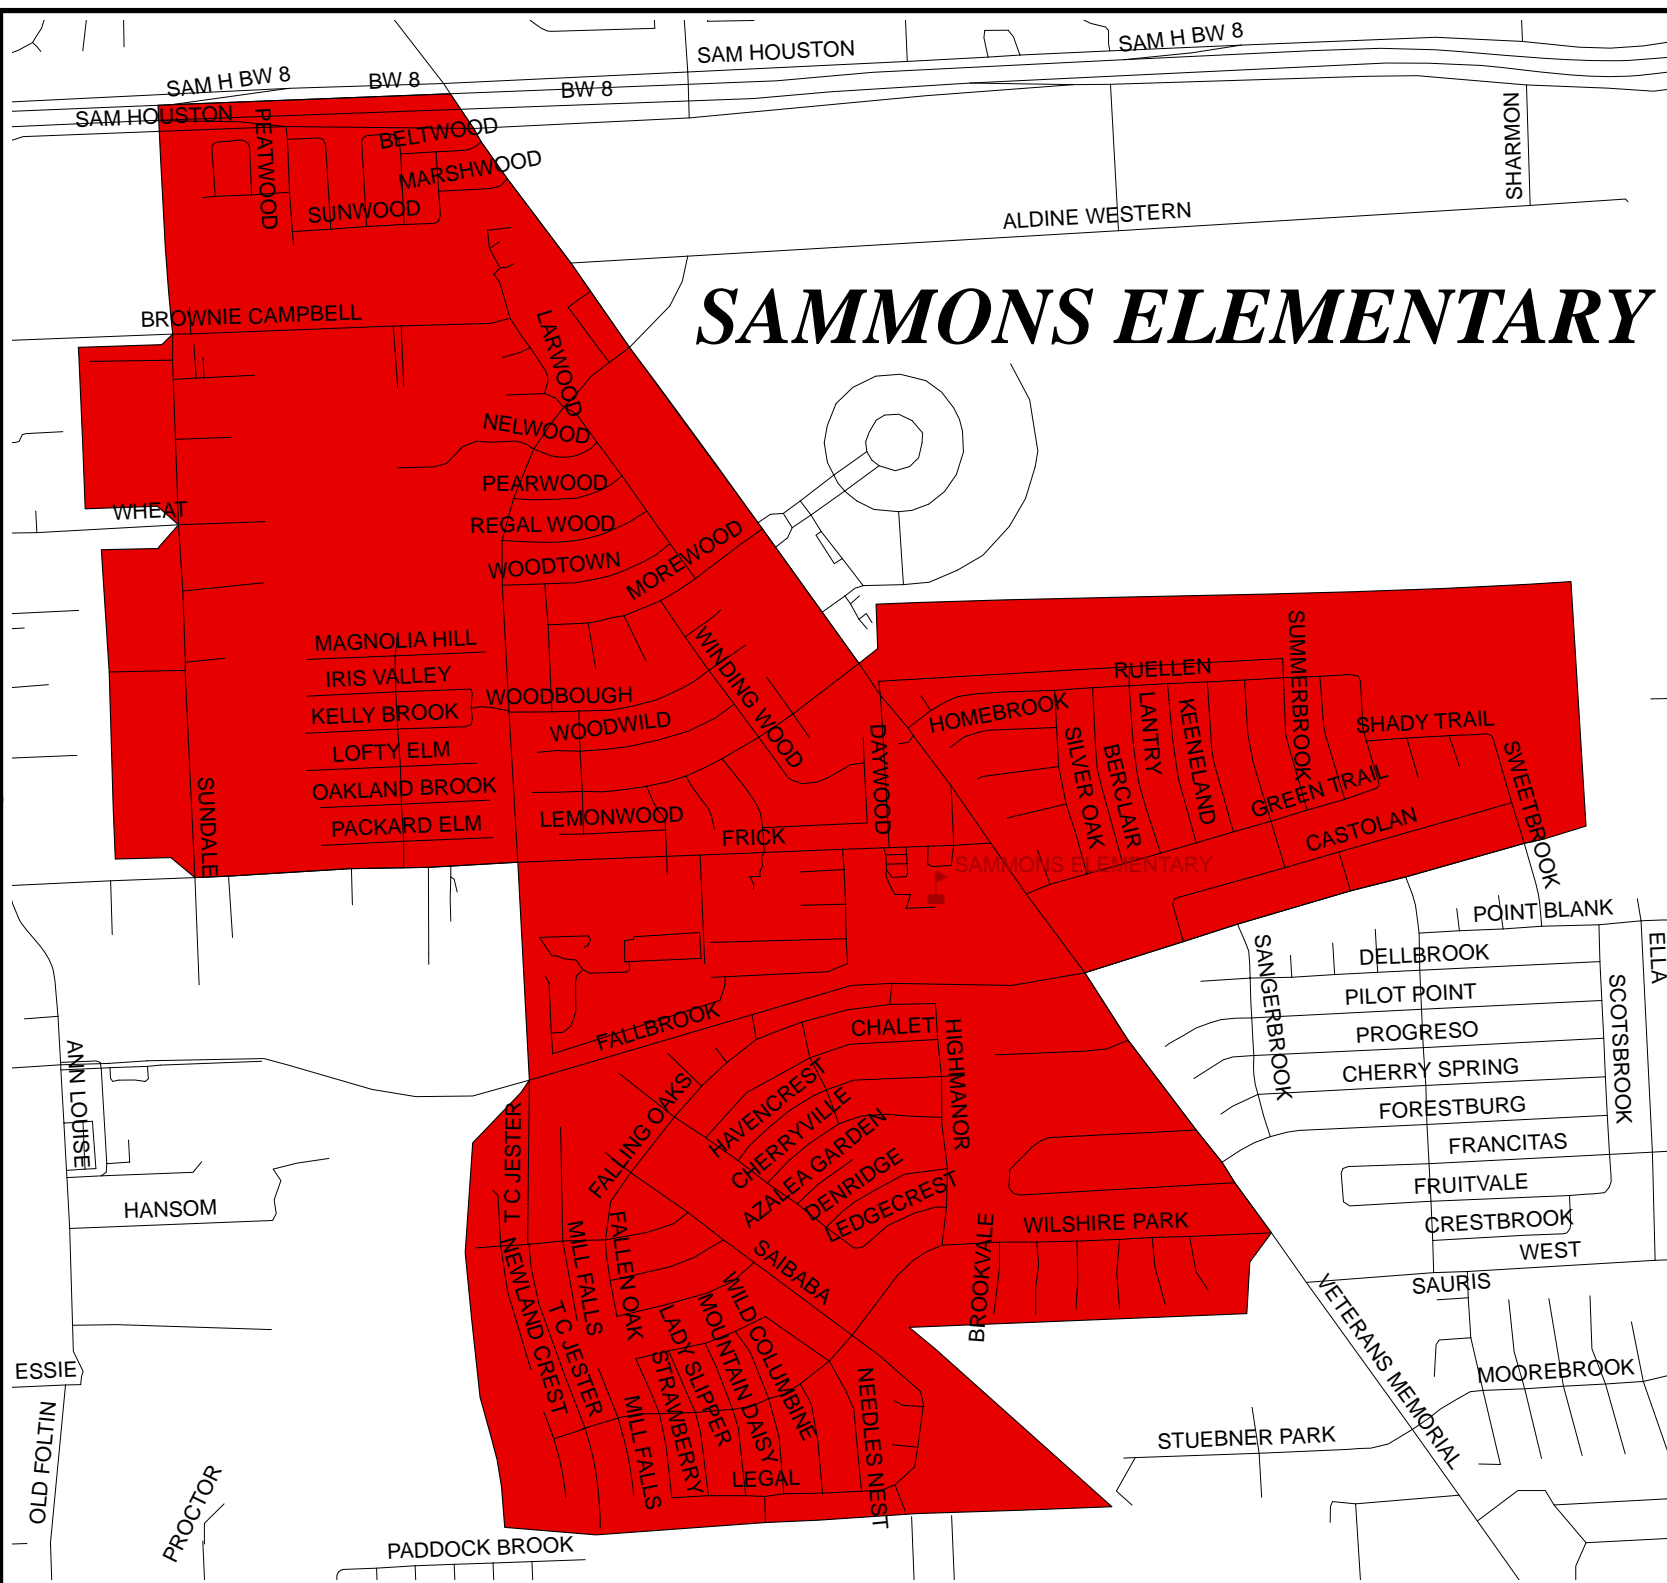 SAM HOUSTON
SAM H BW 8
SAM H BW 8
BW 8
BW 8
SAM HOUSTON
PEATWOOD
BELTWOOD
MARSHWOOD
SUNWOOD
SHARMON
ALDINE WESTERN
SAMMONS ELEMENTARY
BROWNIE CAMPBELL
LARWOOD
NELWOOD
PEARWOOD
WHEAT
REGAL WOOD
WOODTOWN
MOREWOOD
MAGNOLIA HILL
IRIS VALLEY
KELLY BROOK
LOFTY ELM
OAKLAND BROOK
PACKARD ELM
SUNDALE
WOODBOUGH
WOODWILD
WINDING WOOD
LEMONWOOD
FRICK
DAYWOOD
HOMEBROOK
RUELLEN
SUMMERBROOK
SILVER OAK
BERCLAIR
LANTRY
KEENELAND
SHADY TRAIL
GREEN TRAIL
CASTOLAN
SWEETBROOK
SAMMONS ELEMENTARY
POINT BLANK
ELLA
SANGERBROOK
DELLBROOK
PILOT POINT
PROGRESO
CHERRY SPRING
FORESTBURG
FRANCITAS
FRUITVALE
CRESTBROOK
WEST
SCOTSBROOK
SAURIS
FALLBROOK
CHALET
HIGHMANOR
HAVENCREST
CHERRYVILLE
AZALEA GARDEN
DENRIDGE
LEDGECREST
FALLING OAKS
ANN LOUISE
T C JESTER
HANSOM
WILSHIRE PARK
BROOKVALE
SAIBABA
FALLEN OAK
MILL FALLS
NEWLAND CREST
T C JESTER
WILD COLUMBINE
MOUNTAIN DAISY
LADY SLIPPER
STRAWBERRY
MILL FALLS
LEGAL
NEEDLES NEST
VETERANS MEMORIAL
MOOREBROOK
STUEBNER PARK
ESSIE
OLD FOLTIN
PROCTOR
PADDOCK BROOK